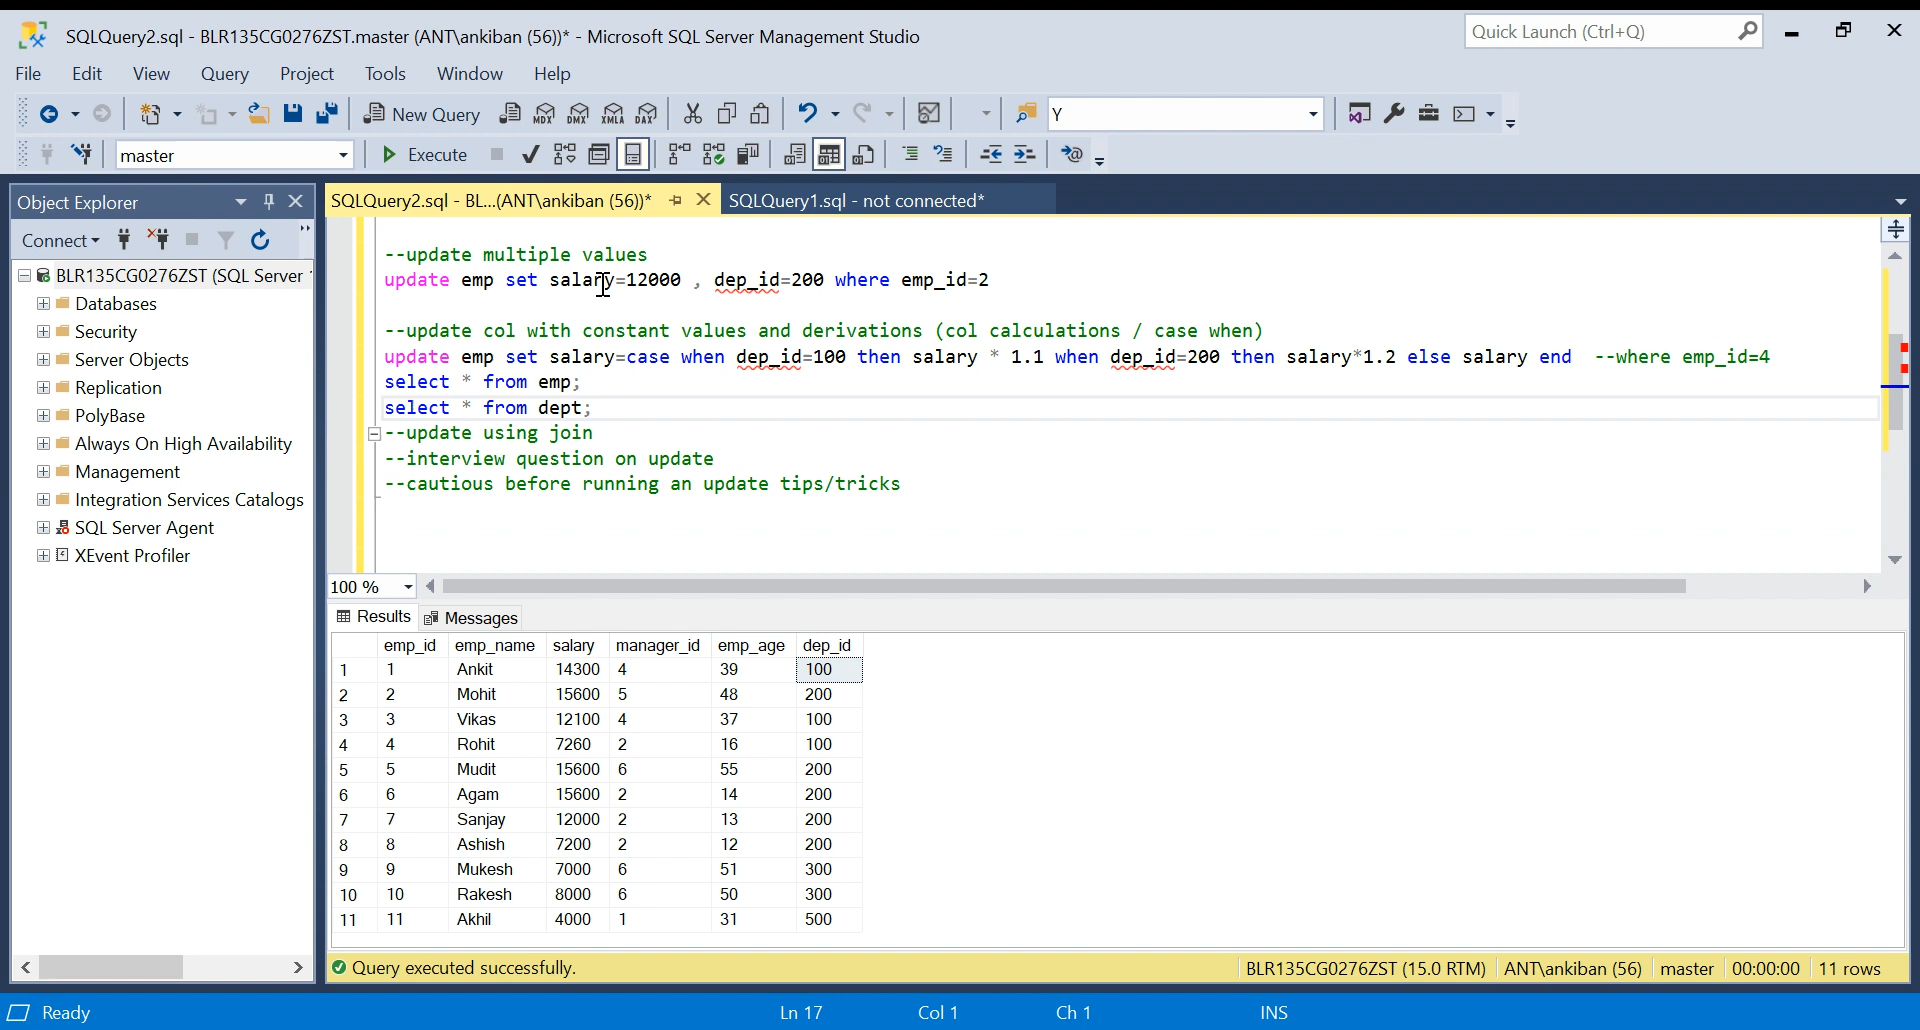 SQLQuery2.sql - BLR135CG0276ZST.master (ANT\ankiban (56))* - Microsoft SQL Server Management Studio
Quick Launch (Ctrl+Q)
File Edit View Query Project Tools Window Help
New Query MDX DMX XMLA DAX Y
master Execute
Object Explorer
SQLQuery2.sql - BL...(ANT\ankiban (56))* SQLQuery1.sql - not connected*
Connect
BLR135CG0276ZST (SQL Server
Databases
Security
Server Objects
Replication
PolyBase
Always On High Availability
Management
Integration Services Catalogs
SQL Server Agent
XEvent Profiler
--update multiple values
update emp set salary=12000 , dep_id=200 where emp_id=2
--update col with constant values and derivations (col calculations / case when)
update emp set salary=case when dep_id=100 then salary * 1.1 when dep_id=200 then salary*1.2 else salary end --where emp_id=4
select * from emp;
select * from dept;
--update using join
--interview question on update
--cautious before running an update tips/tricks
100 %
Results Messages
emp_id emp_name salary manager_id emp_age dep_id
1 1 Ankit 14300 4 39 100
2 2 Mohit 15600 5 48 200
3 3 Vikas 12100 4 37 100
4 4 Rohit 7260 2 16 100
5 5 Mudit 15600 6 55 200
6 6 Agam 15600 2 14 200
7 7 Sanjay 12000 2 13 200
8 8 Ashish 7200 2 12 200
9 9 Mukesh 7000 6 51 300
10 10 Rakesh 8000 6 50 300
11 11 Akhil 4000 1 31 500
Query executed successfully. BLR135CG0276ZST (15.0 RTM) ANT\ankiban (56) master 00:00:00 11 rows
Ready Ln 17 Col 1 Ch 1 INS